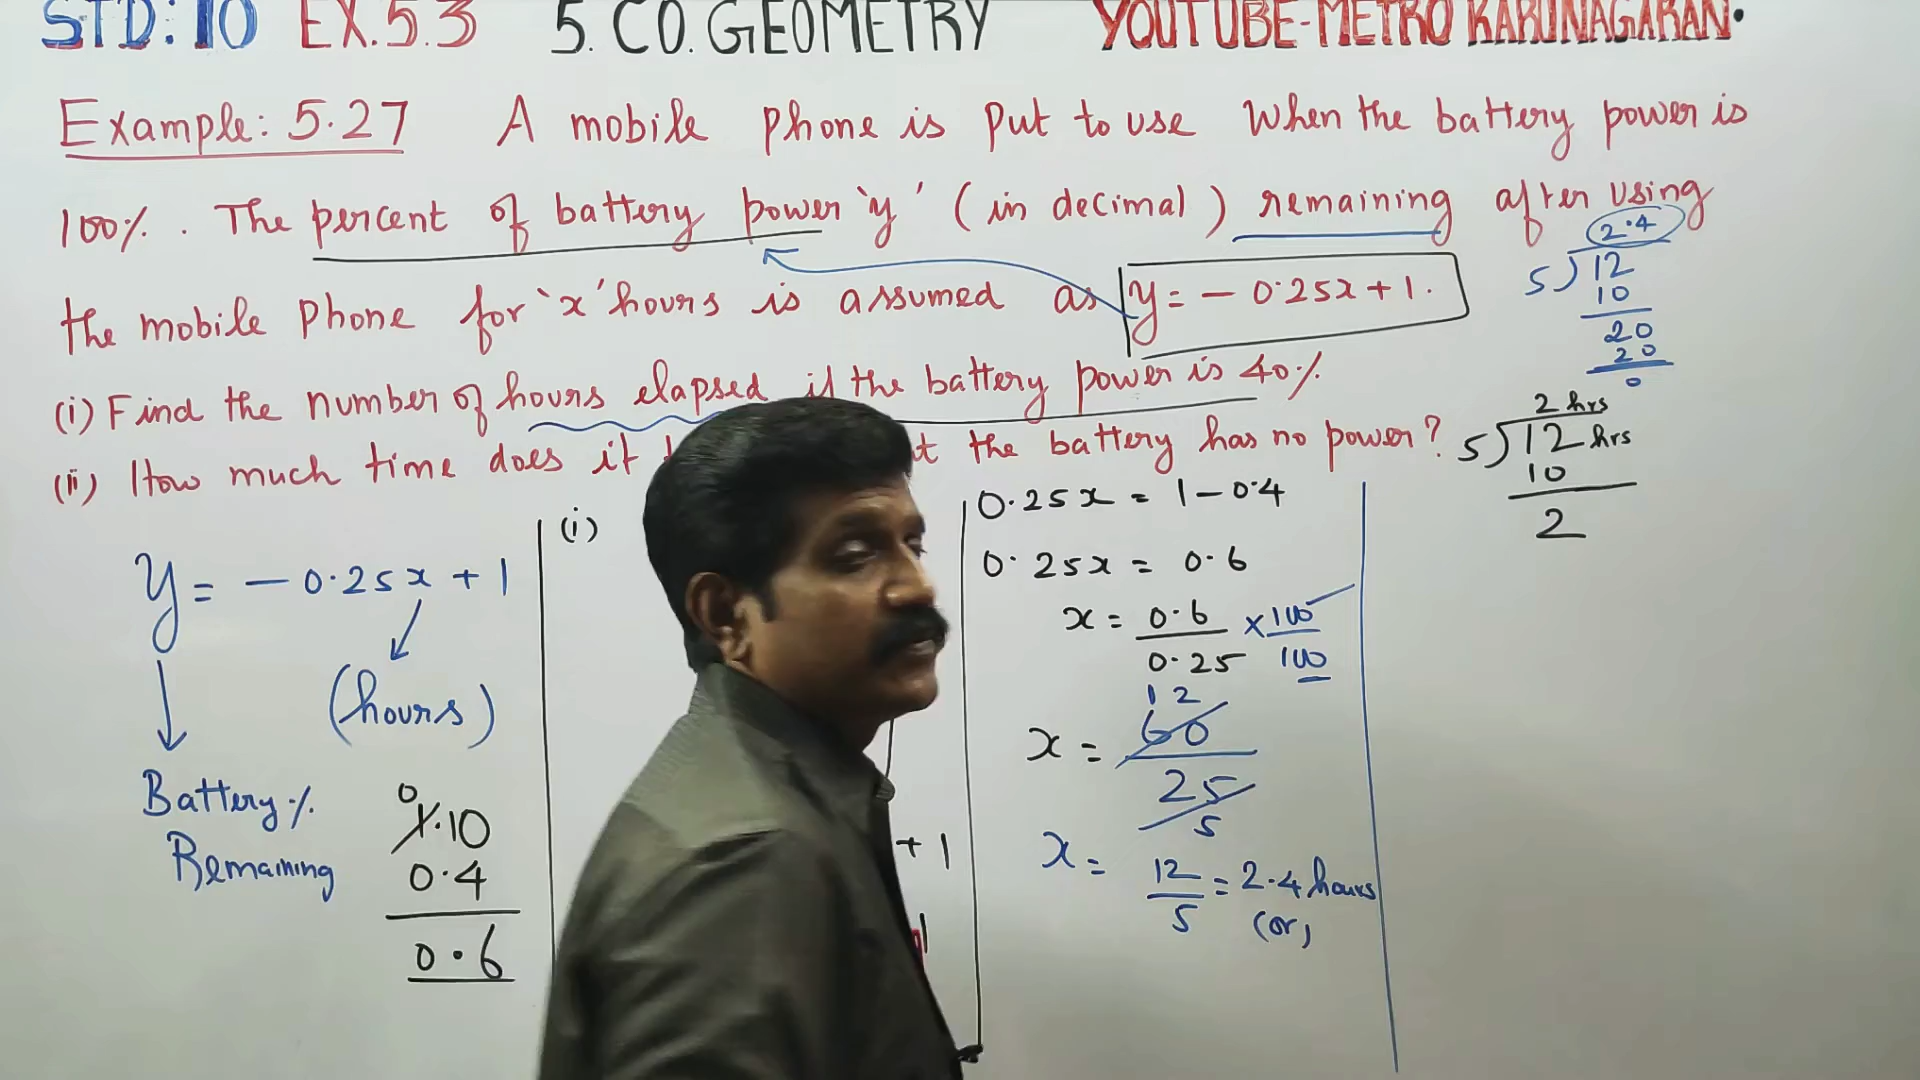 STD: 10 EX.5.3 5. CO. GEOMETRY YOUTUBE-METRO KARUNAGARAN.
Example: 5.27 A mobile phone is put to use when the battery power is
100%. The percent of battery power 'y' (in decimal) remaining after using
the mobile phone for 'x' hours is assumed as y = - 0.25x + 1.
(i) Find the number of hours elapsed if the battery power is 40%
(ii) How much time does it the battery has no power?
2.4
5) 12
10
20
20
0
2 hrs
5) 12 hrs
10
2
y = - 0.25x + 1
(hours)
Battery %
Remaining
0
1.10
0.4
0.6
(i)
+ 1
0.25x = 1 - 0.4
0.25x = 0.6
x = 0.6 × 100
0.25 100
12
x = 60
25
5
x = 12 = 2.4 hours
5 (or)